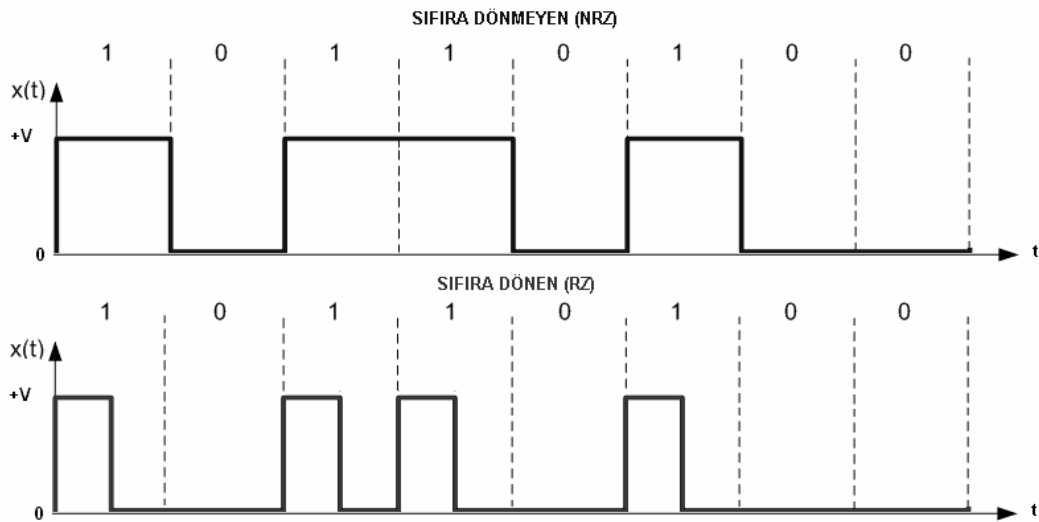 SIFIRA DÖNMEYEN (NRZ)
1 0 1 1 0 1 0 0
x(t)
+V
0
t
SIFIRA DÖNEN (RZ)
1 0 1 1 0 1 0 0
x(t)
+V
0
t